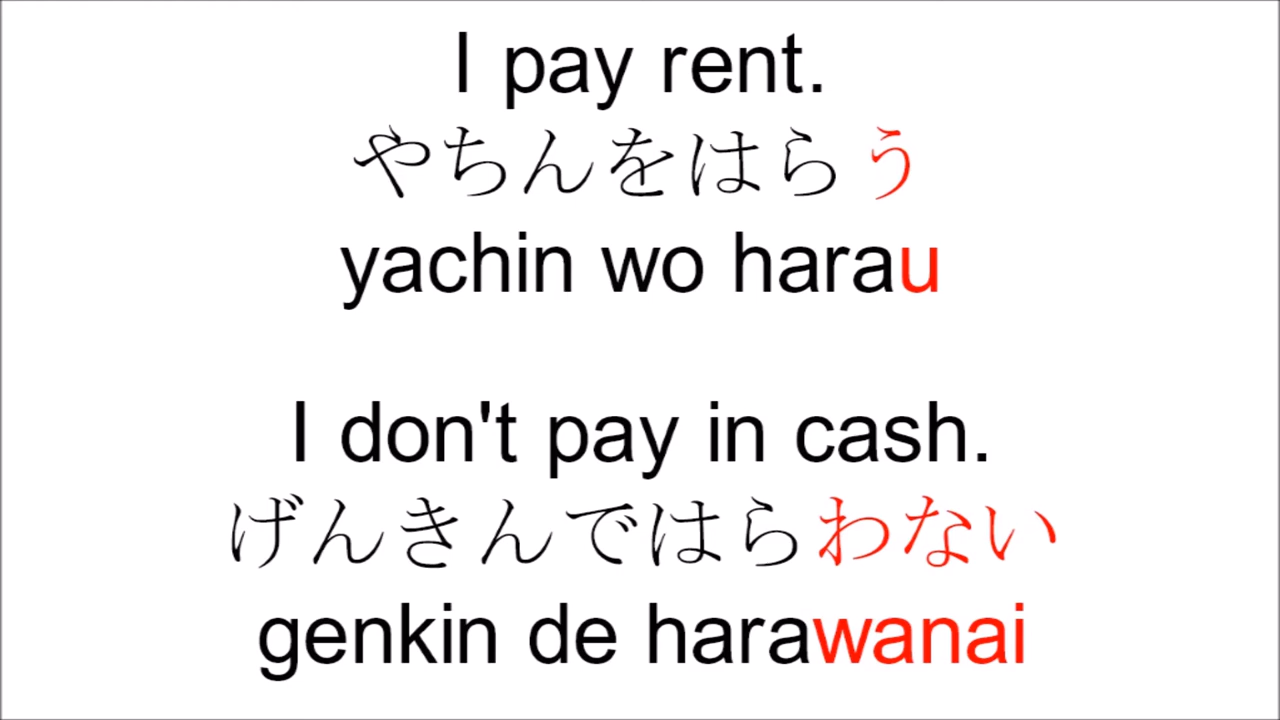 I pay rent.
やちんをはらう
yachin wo harau
I don't pay in cash.
げんきんではらわない
genkin de harawanai